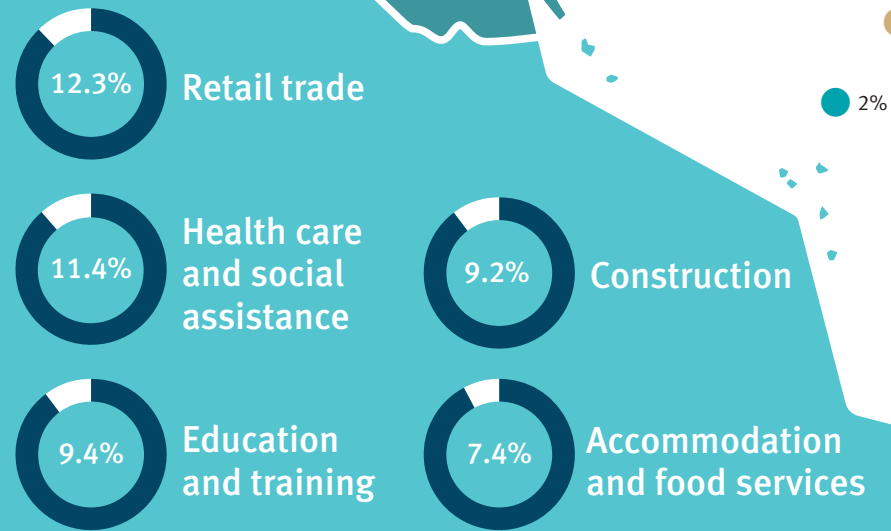 12.3%
Retail trade
2%
11.4%
Health care
and social
assistance
9.2%
Construction
9.4%
Education
and training
7.4%
Accommodation
and food services